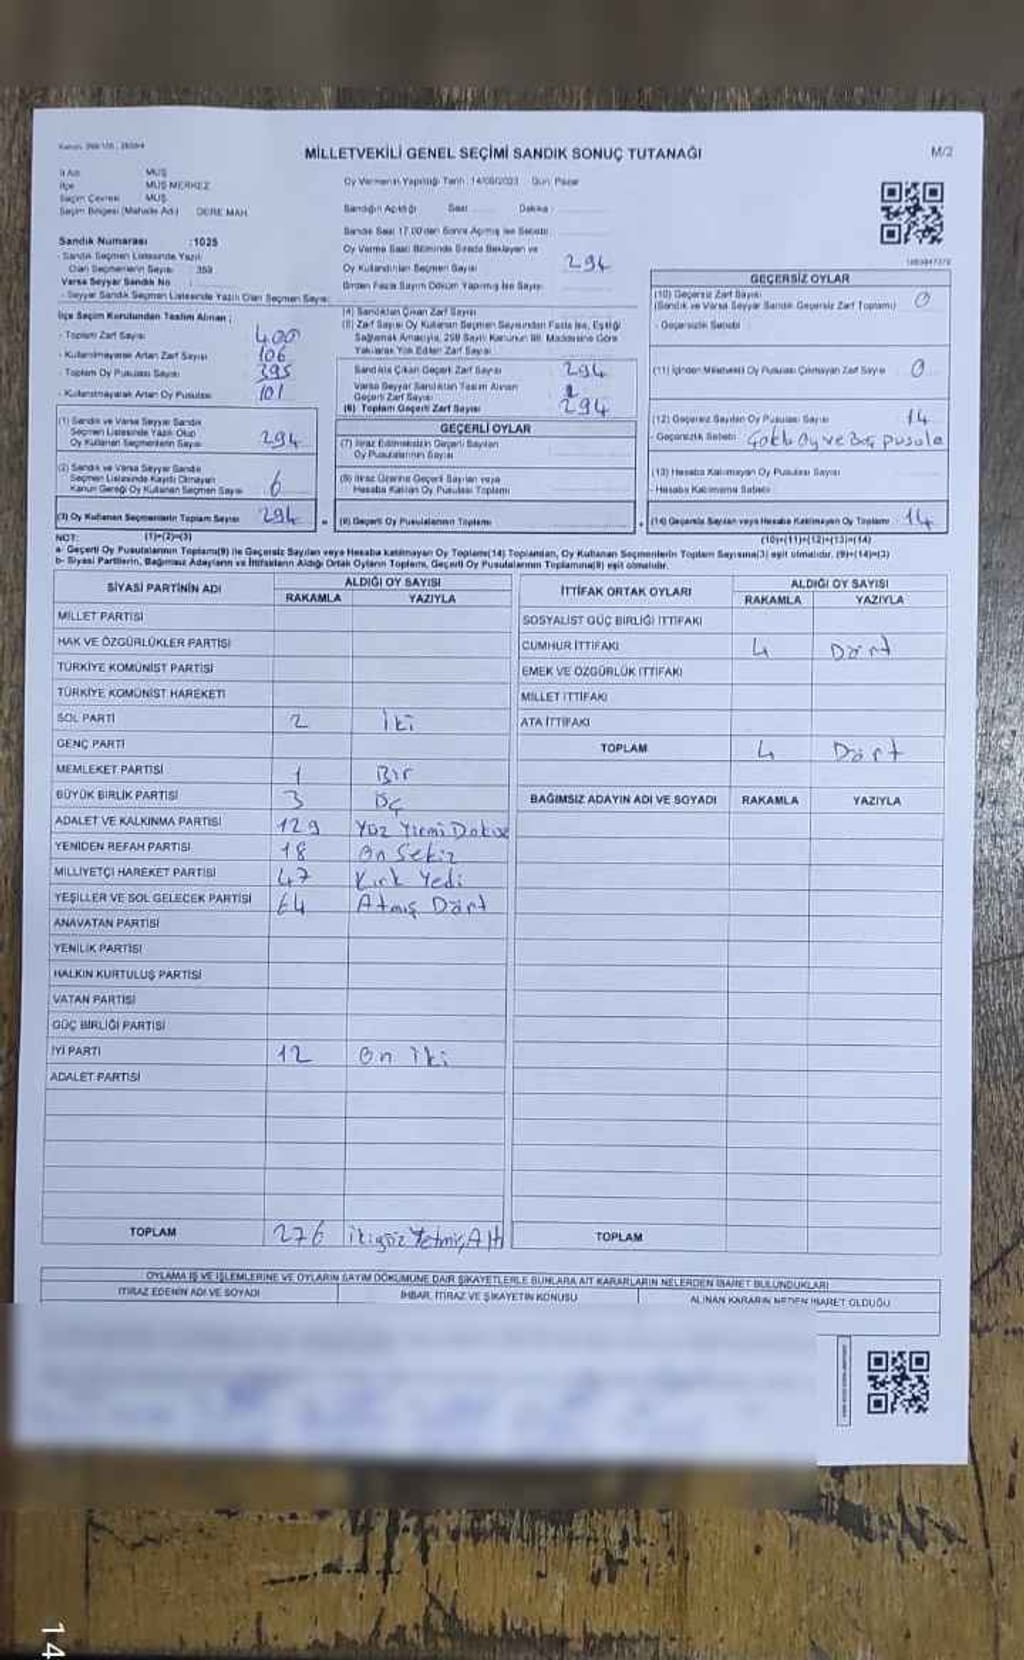 MİLLETVEKİLİ GENEL SEÇİMİ SANDIK SONUÇ TUTANAĞI
M/2
İl Adı MUŞ
İlçe MUŞ MERKEZ
Seçim Çevresi MUŞ
Seçim Bölgesi (Mahalle Adı) DERE MAH.
Sandık Numarası :1025
Sandık Seçmen Listesinde Yazılı
Olan Seçmenlerin Sayısı
Varsa Seyyar Sandık No
Seyyar Sandık Seçmen Listesinde Yazılı Olan Seçmen Sayısı
İlçe Seçim Kurulundan Teslim Alınan ;
Toplam Zarf Sayısı 400
Kullanılmayarak Artan Zarf Sayısı 106
Toplam Oy Pusulası Sayısı 395
Kullanılmayarak Artan Oy Pusulası 101
(1) Sandık ve Varsa Seyyar Sandık
Seçmen Listesinde Yazılı Olup
Oy Kullanan Seçmenlerin Sayısı 294
(2) Sandık ve Varsa Seyyar Sandık
Seçmen Listesinde Kaydı Olmayan
Kanun Gereği Oy Kullanan Seçmen Sayısı
(3) Oy Kullanan Seçmenlerin Toplam Sayısı 294
(1)+(2)=(3)
Oy Vermenin Yapıldığı Tarih :14/05/2023 Gün: Pazar
Sandığın Açıldığı Saat Dakika
Sandık Saat 17.00'den Sonra Açılmış İse Sebebi
Oy Verme Saati Bitiminde Sırada Bekleyen ve
Oy Kullandırılan Seçmen Sayısı 294
Birden Fazla Sayım Döküm Yapılmış İse Sayısı
(4) Sandıktan Çıkan Zarf Sayısı
(5) Zarf Sayısı Oy Kullanan Seçmen Sayısından Fazla İse, Eşitliği
Sağlamak Amacıyla, 298 Sayılı Kanunun 98. Maddesine Göre
Yakılarak Yok Edilen Zarf Sayısı
Sandıkta Çıkan Geçerli Zarf Sayısı 294
Varsa Seyyar Sandıktan Teslim Alınan
Geçerli Zarf Sayısı
(6) Toplam Geçerli Zarf Sayısı 294
GEÇERLİ OYLAR
(7) İtiraz Edilmeksizin Geçerli Sayılan
Oy Pusulalarının Sayısı
(8) İtiraz Üzerine Geçerli Sayılan veya
Hesaba Katılan Oy Pusulası Toplamı
(9) Geçerli Oy Pusulalarının Toplamı
GEÇERSİZ OYLAR
(10) Geçersiz Zarf Sayısı 0
(Sandık ve Varsa Seyyar Sandık Geçersiz Zarf Toplamı)
- Geçersizlik Sebebi
(11) İçinden Milletvekili Oy Pusulası Çıkmayan Zarf Sayısı 0
(12) Geçersiz Sayılan Oy Pusulası Sayısı 14
- Geçersizlik Sebebi Çoklu Oy ve Boş pusula
(13) Hesaba Katılmayan Oy Pusulası Sayısı
- Hesaba Katılmama Sebebi
(14) Geçersiz Sayılan veya Hesaba Katılmayan Oy Toplamı 14
(10)+(11)+(12)+(13)=(14)
NOT:
a- Geçerli Oy Pusulalarının Toplamı(9) ile Geçersiz Sayılan veya Hesaba katılmayan Oy Toplamı(14) Toplamları, Oy Kullanan Seçmenlerin Toplam Sayısına(3) eşit olmalıdır. (9)+(14)=(3)
b- Siyasi Partilerin, Bağımsız Adayların ve İttifakların Aldığı Ortak Oyların Toplamı, Geçerli Oy Pusulalarının Toplamına(9) eşit olmalıdır.
SİYASİ PARTİNİN ADI ALDIĞI OY SAYISI
RAKAMLA YAZIYLA
MİLLET PARTİSİ
HAK VE ÖZGÜRLÜKLER PARTİSİ
TÜRKİYE KOMÜNİST PARTİSİ
TÜRKİYE KOMÜNİST HAREKETİ
SOL PARTİ 2 İki
GENÇ PARTİ
MEMLEKET PARTİSİ 1 Bir
BÜYÜK BİRLİK PARTİSİ 3 Üç
ADALET VE KALKINMA PARTİSİ 129 Yüz Yirmi Dokuz
YENİDEN REFAH PARTİSİ 18 On Sekiz
MİLLİYETÇİ HAREKET PARTİSİ 47 Kırk Yedi
YEŞİLLER VE SOL GELECEK PARTİSİ 64 Atmış Dört
ANAVATAN PARTİSİ
YENİLİK PARTİSİ
HALKIN KURTULUŞ PARTİSİ
VATAN PARTİSİ
GÜÇ BİRLİĞİ PARTİSİ
İYİ PARTİ 12 On iki
ADALET PARTİSİ
TOPLAM 276 ikiyüz Yetmiş Altı
İTTİFAK ORTAK OYLARI ALDIĞI OY SAYISI
RAKAMLA YAZIYLA
SOSYALİST GÜÇ BİRLİĞİ İTTİFAKI
CUMHUR İTTİFAKI 4 Dört
EMEK VE ÖZGÜRLÜK İTTİFAKI
MİLLET İTTİFAKI
ATA İTTİFAKI
TOPLAM 4 Dört
BAĞIMSIZ ADAYIN ADI VE SOYADI RAKAMLA YAZIYLA
TOPLAM
OYLAMA İŞ VE İŞLEMLERİNE VE OYLARIN SAYIM DÖKÜMÜNE DAİR ŞİKAYETLERLE BUNLARA AİT KARARLARIN NELERDEN İBARET BULUNDUKLARI
İTİRAZ EDENİN ADI VE SOYADI İHBAR, İTİRAZ VE ŞİKAYETİN KONUSU ALINAN KARARIN NEDEN İBARET OLDUĞU
14